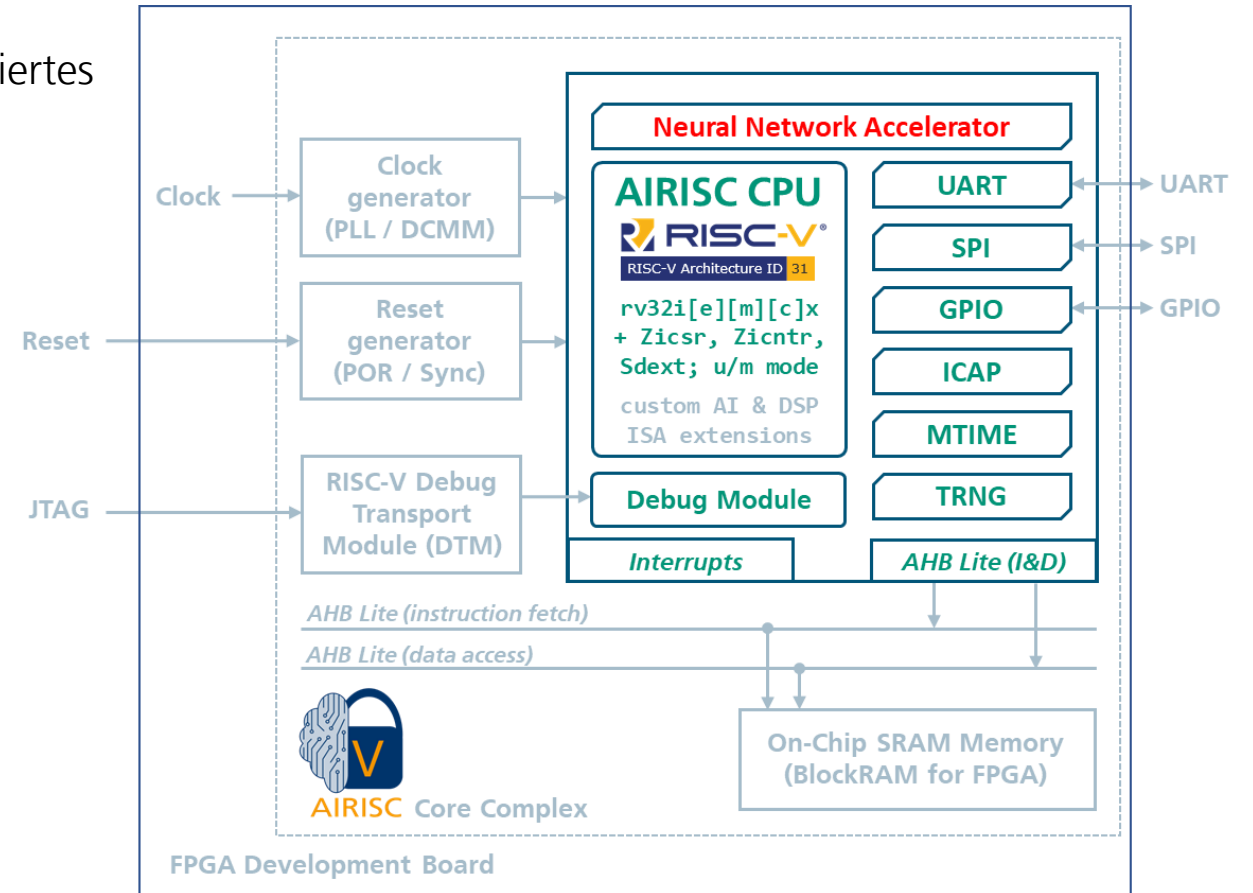 iertes
Neural Network Accelerator
Clock
Clock
generator
(PLL / DCMM)
AIRISC CPU
RISC-V®
RISC-V Architecture ID 31
rv32i[e][m][c]x
+ Zicsr, Zicntr,
Sdext; u/m mode
custom AI & DSP
ISA extensions
UART
UART
SPI
SPI
GPIO
GPIO
ICAP
MTIME
TRNG
Reset
Reset
generator
(POR / Sync)
JTAG
RISC-V Debug
Transport
Module (DTM)
Debug Module
Interrupts
AHB Lite (I&D)
AHB Lite (instruction fetch)
AHB Lite (data access)
On-Chip SRAM Memory
(BlockRAM for FPGA)
V
AIRISC Core Complex
FPGA Development Board